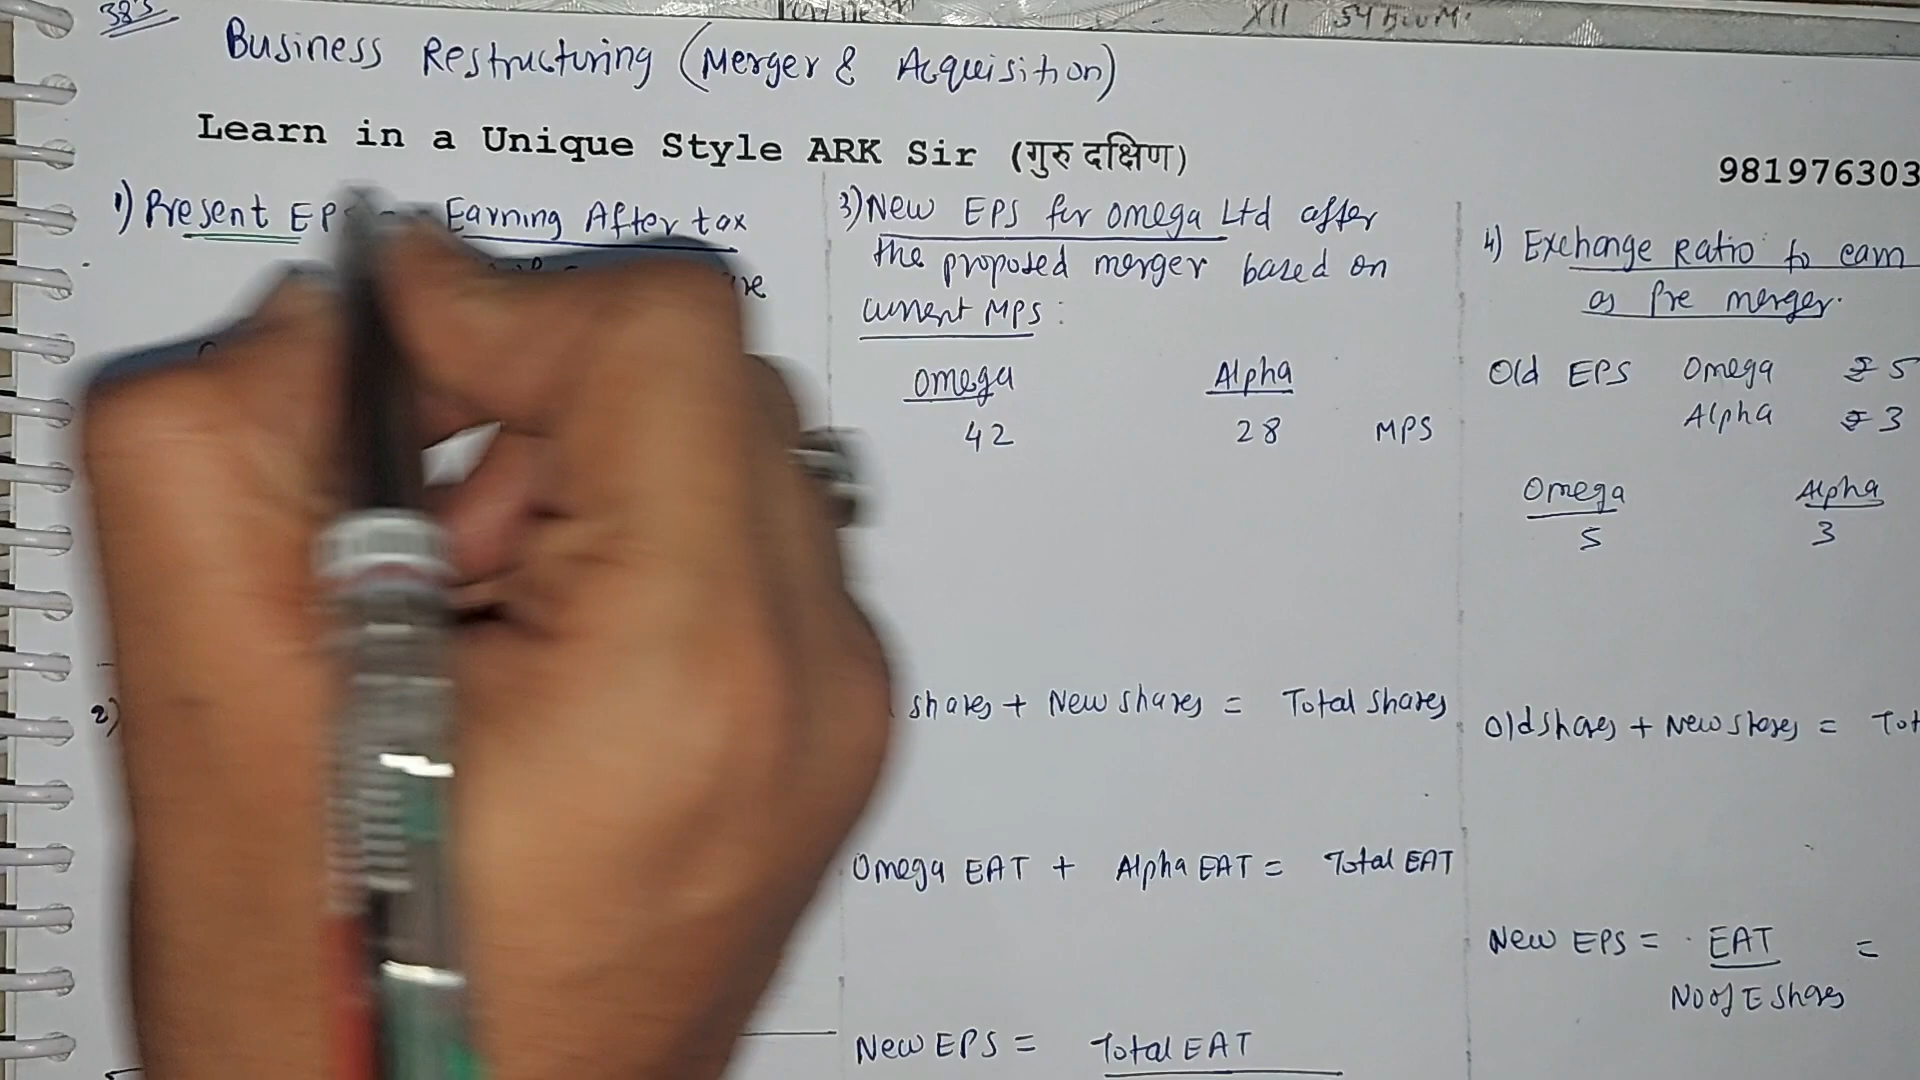 383
Business Restructuring (Merger & Acquisition)
Learn in a Unique Style ARK Sir (गुरु दक्षिण)
981976303
1) Present EPS = Earning After tax
3) New EPS for Omega Ltd after
the proposed merger based on
current MPS :
Omega Alpha
42 28 MPS
shares + New shares = Total shares
Omega EAT + Alpha EAT = Total EAT
New EPS = Total EAT
4) Exchange Ratio to earn
as Pre merger.
Old EPS Omega ₹ 5
Alpha ₹ 3
Omega Alpha
5 3
Old shares + New shares = Tot
New EPS = EAT =
No of E shares
2)